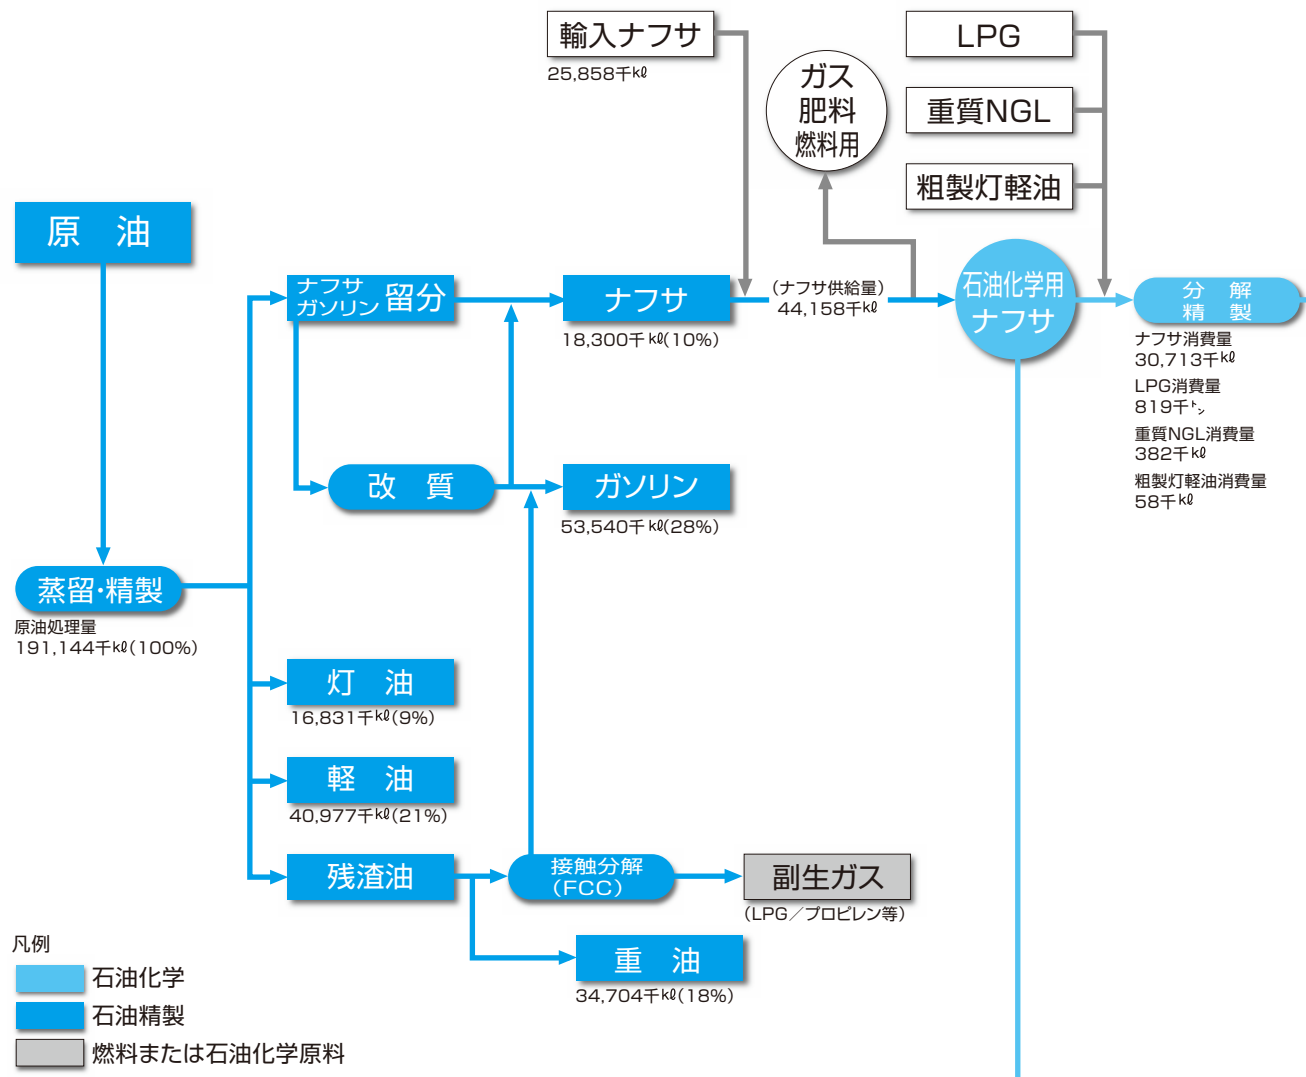 輸入ナフサ
25,858千kℓ
ガス
肥料
燃料用
LPG
重質NGL
粗製灯軽油
原 油
ナフサ
ガソリン 留分
ナフサ
18,300千kℓ(10%)
(ナフサ供給量)
44,158千kℓ
石油化学用
ナフサ
分 解
精 製
ナフサ消費量
30,713千kℓ
LPG消費量
819千㌧
重質NGL消費量
382千kℓ
粗製灯軽油消費量
58千kℓ
改 質
ガソリン
53,540千kℓ(28%)
蒸留・精製
原油処理量
191,144千kℓ(100%)
灯 油
16,831千kℓ(9%)
軽 油
40,977千kℓ(21%)
残渣油
接触分解
(FCC)
副生ガス
(LPG/プロピレン等)
重 油
34,704千kℓ(18%)
凡例
石油化学
石油精製
燃料または石油化学原料